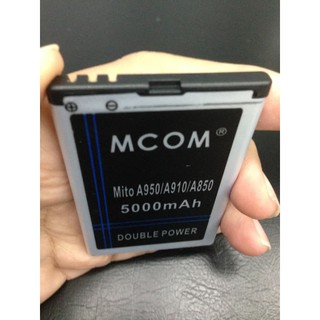 MCOM®
Mito A950/A910/A850
5000mAh
DOUBLE POWER